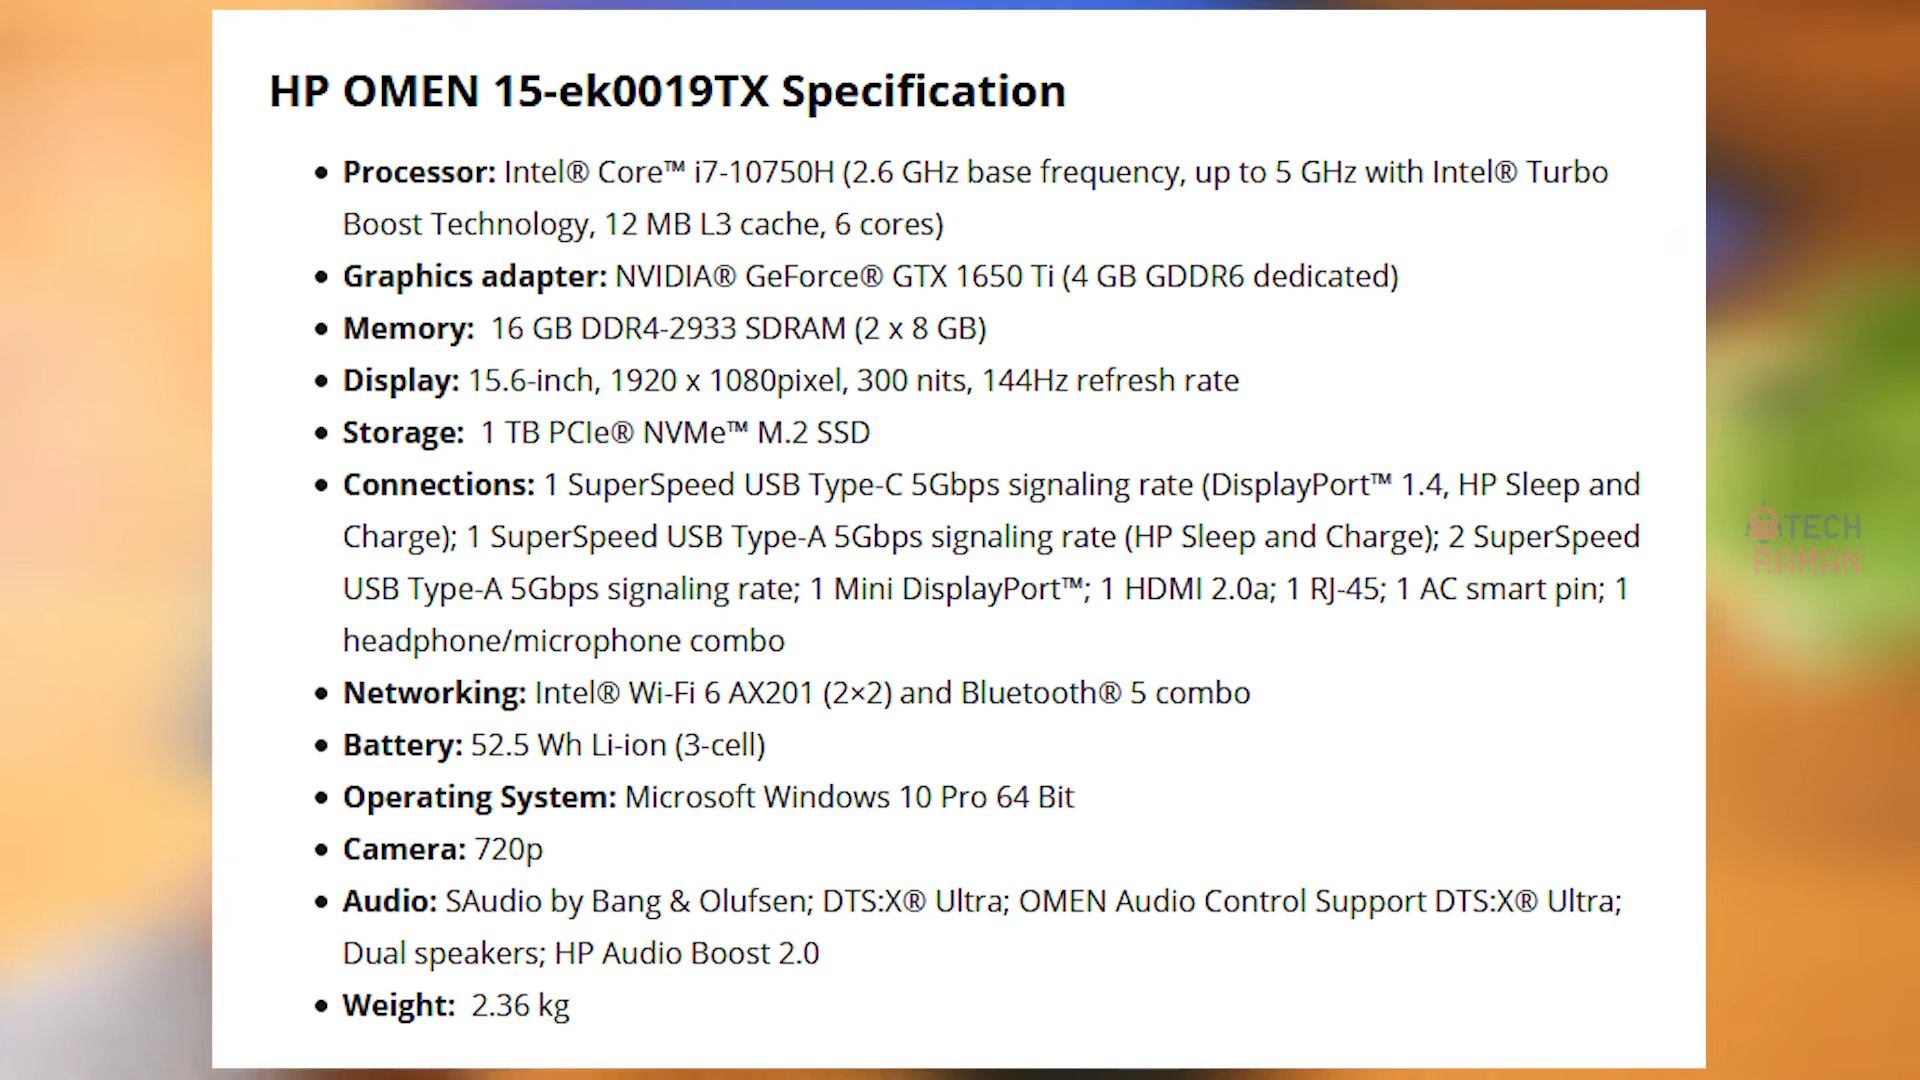 HP OMEN 15-ek0019TX Specification
• Processor: Intel® Core™ i7-10750H (2.6 GHz base frequency, up to 5 GHz with Intel® Turbo
Boost Technology, 12 MB L3 cache, 6 cores)
• Graphics adapter: NVIDIA® GeForce® GTX 1650 Ti (4 GB GDDR6 dedicated)
• Memory: 16 GB DDR4-2933 SDRAM (2 x 8 GB)
• Display: 15.6-inch, 1920 x 1080pixel, 300 nits, 144Hz refresh rate
• Storage: 1 TB PCIe® NVMe™ M.2 SSD
• Connections: 1 SuperSpeed USB Type-C 5Gbps signaling rate (DisplayPort™ 1.4, HP Sleep and
Charge); 1 SuperSpeed USB Type-A 5Gbps signaling rate (HP Sleep and Charge); 2 SuperSpeed
USB Type-A 5Gbps signaling rate; 1 Mini DisplayPort™; 1 HDMI 2.0a; 1 RJ-45; 1 AC smart pin; 1
headphone/microphone combo
• Networking: Intel® Wi-Fi 6 AX201 (2×2) and Bluetooth® 5 combo
• Battery: 52.5 Wh Li-ion (3-cell)
• Operating System: Microsoft Windows 10 Pro 64 Bit
• Camera: 720p
• Audio: SAudio by Bang & Olufsen; DTS:X® Ultra; OMEN Audio Control Support DTS:X® Ultra;
Dual speakers; HP Audio Boost 2.0
• Weight: 2.36 kg
TECH
RAMAN